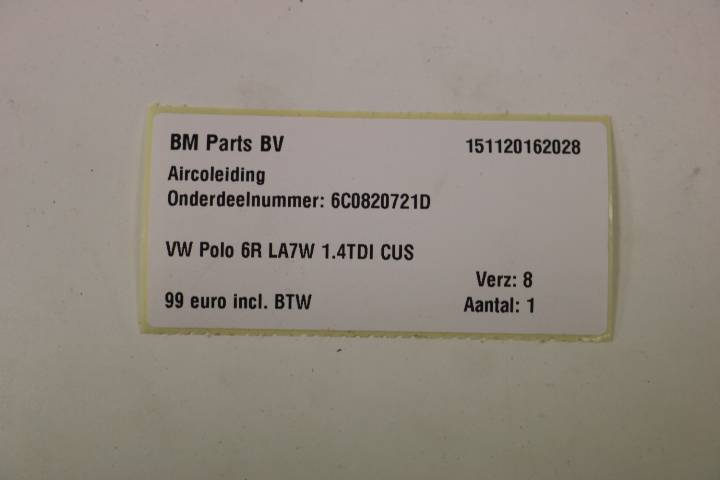 BM Parts BV 151120162028
Aircoleiding
Onderdeelnummer: 6C0820721D
VW Polo 6R LA7W 1.4TDI CUS
Verz: 8
99 euro incl. BTW Aantal: 1